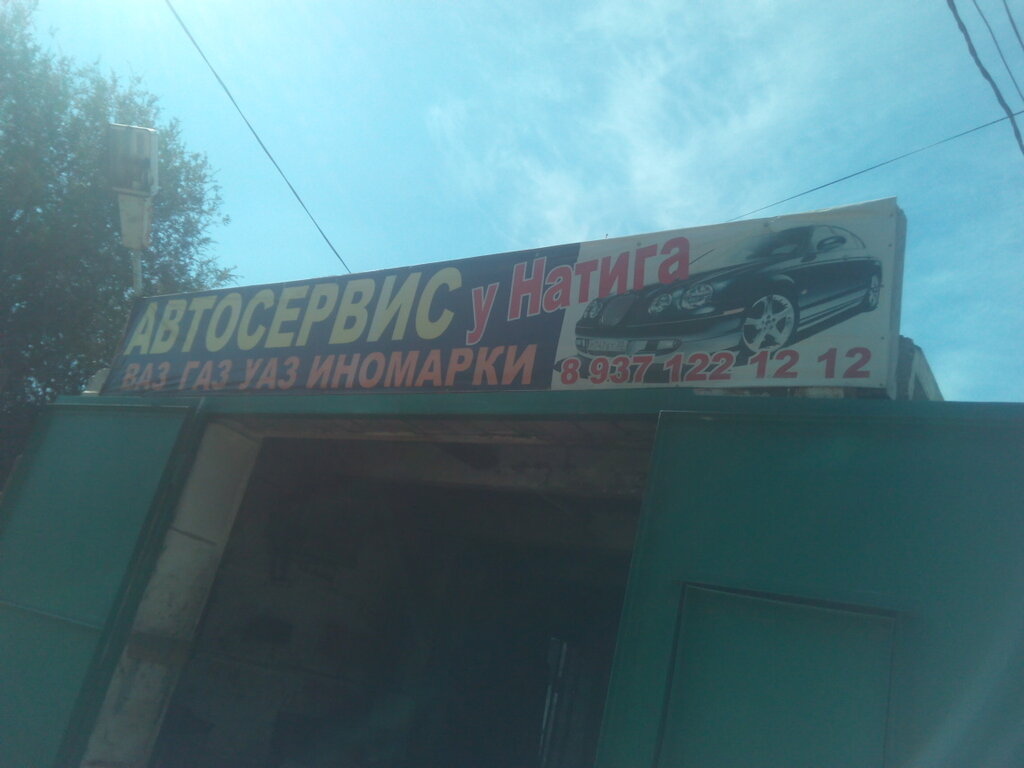 АВТОСЕРВИС у Натига
ВАЗ ГАЗ УАЗ ИНОМАРКИ 8 937 122 12 12